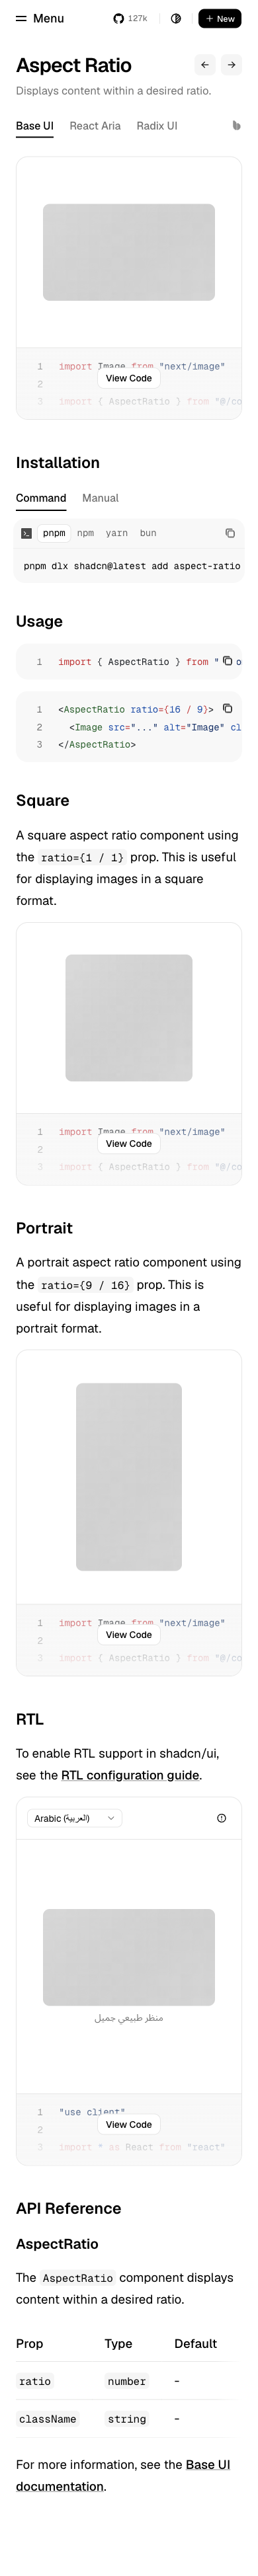 Menu 127k New
Aspect Ratio
Displays content within a desired ratio.
Base UI React Aria Radix UI
1 import Image from "next/image"
2
View Code
3 import { AspectRatio } from "@/co
Installation
Command Manual
pnpm npm yarn bun
pnpm dlx shadcn@latest add aspect-ratio
Usage
1 import { AspectRatio } from "
1 <AspectRatio ratio={16 / 9}>
2 <Image src="..." alt="Image" cl
3 </AspectRatio>
Square
A square aspect ratio component using
the ratio={1 / 1} prop. This is useful
for displaying images in a square
format.
1 import Image from "next/image"
2
View Code
3 import { AspectRatio } from "@/co
Portrait
A portrait aspect ratio component using
the ratio={9 / 16} prop. This is
useful for displaying images in a
portrait format.
1 import Image from "next/image"
2
View Code
3 import { AspectRatio } from "@/co
RTL
To enable RTL support in shadcn/ui,
see the RTL configuration guide.
Arabic (العربية)
منظر طبيعي جميل
1 "use client"
2
View Code
3 import * as React from "react"
API Reference
AspectRatio
The AspectRatio component displays
content within a desired ratio.
Prop Type Default
ratio number -
className string -
For more information, see the Base UI
documentation.